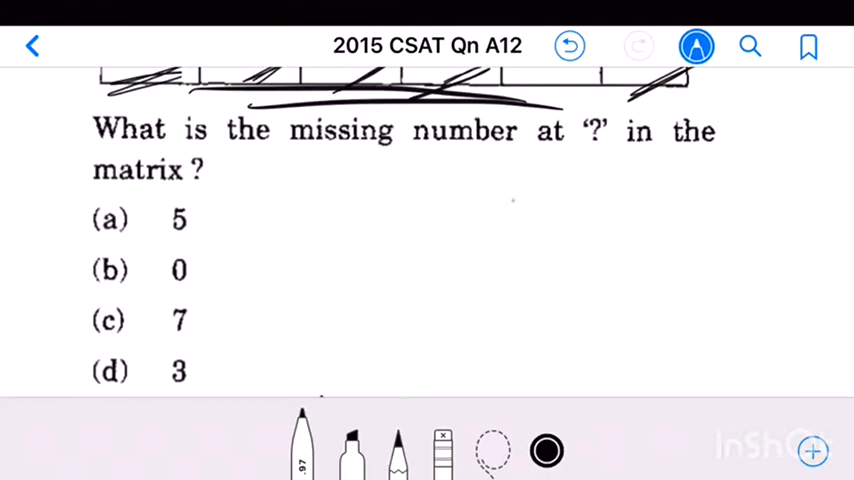 2015 CSAT Qn A12
What is the missing number at ‘?’ in the
matrix ?
(a) 5
(b) 0
(c) 7
(d) 3
.97
InShOt